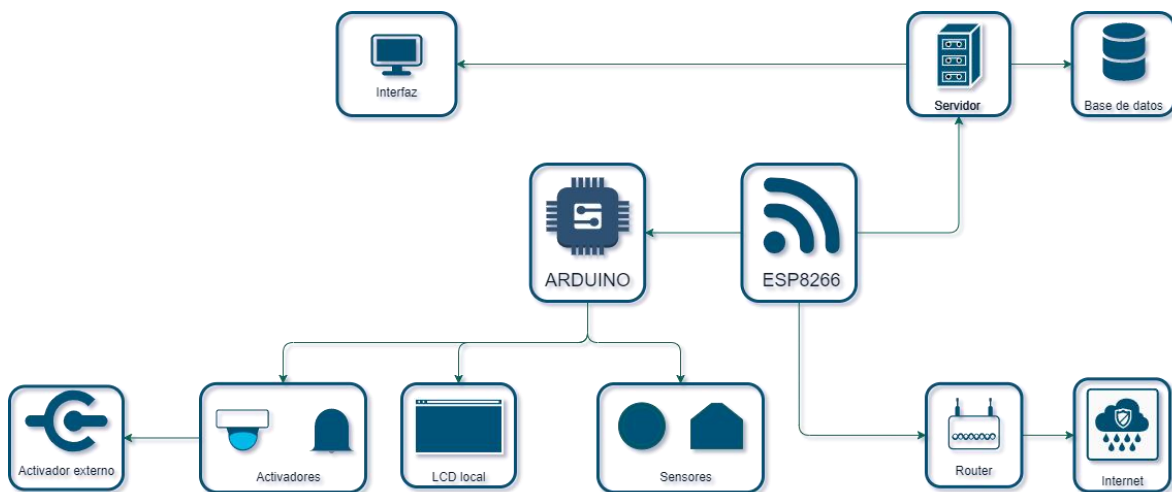 Interfaz
Servidor
Base de datos
ARDUINO
ESP8266
Activador externo
Activadores
LCD local
Sensores
Router
Internet